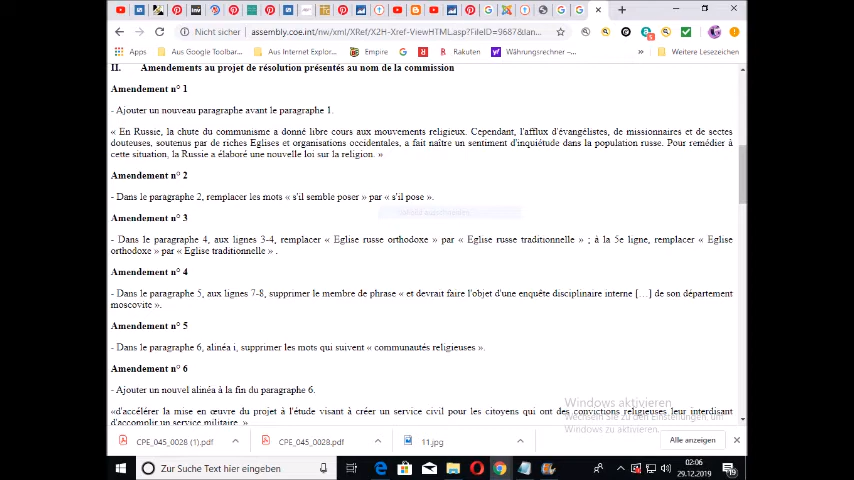 Nicht sicher | assembly.coe.int/nw/xml/XRef/X2H-Xref-ViewHTML.asp?FileID=9687&lan...
Apps Aus Google Toolbar... Aus Internet Explor... Empire Rakuten Währungsrechner-... Weitere Lesezeichen
II. Amendements au projet de résolution présentés au nom de la commission
Amendement n° 1
- Ajouter un nouveau paragraphe avant le paragraphe 1.
« En Russie, la chute du communisme a donné libre cours aux mouvements religieux. Cependant, l'afflux d'évangélistes, de missionnaires et de sectes
douteuses, soutenus par de riches Eglises et organisations occidentales, a fait naître un sentiment d'inquiétude dans la population russe. Pour remédier à
cette situation, la Russie a élaboré une nouvelle loi sur la religion. »
Amendement n° 2
- Dans le paragraphe 2, remplacer les mots « s'il semble poser » par « s'il pose ».
Amendement n° 3
- Dans le paragraphe 4, aux lignes 3-4, remplacer « Eglise russe orthodoxe » par « Eglise russe traditionnelle » ; à la 5e ligne, remplacer « Eglise
orthodoxe » par « Eglise traditionnelle » .
Amendement n° 4
- Dans le paragraphe 5, aux lignes 7-8, supprimer le membre de phrase « et devrait faire l'objet d'une enquête disciplinaire interne […] de son département
moscovite ».
Amendement n° 5
- Dans le paragraphe 6, alinéa i, supprimer les mots qui suivent « communautés religieuses ».
Amendement n° 6
- Ajouter un nouvel alinéa à la fin du paragraphe 6.
«d'accélérer la mise en œuvre du projet à l'étude visant à créer un service civil pour les citoyens qui ont des convictions religieuses leur interdisant
d'accomplir un service militaire. »
Windows aktivieren
Wechseln Sie zu den Einstellungen, um
Windows zu aktivieren.
CPE_045_0028 (1).pdf CPE_045_0028.pdf 11.jpg Alle anzeigen
Zur Suche Text hier eingeben
02:06
29.12.2019
19